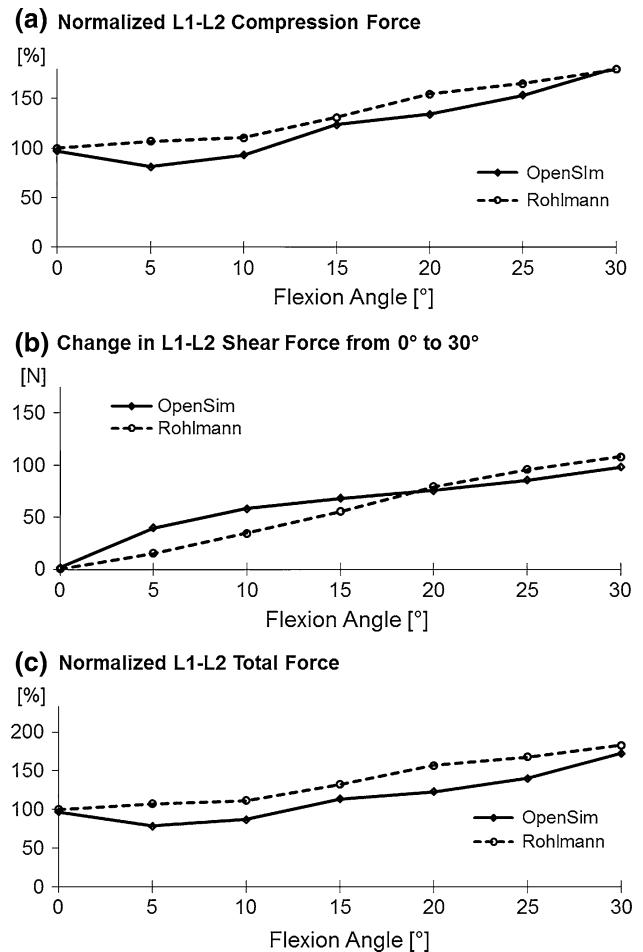 (a) Normalized L1-L2 Compression Force
[%]
150
100
50
0
OpenSIm
Rohlmann
0 5 10 15 20 25 30
Flexion Angle [°]
(b) Change in L1-L2 Shear Force from 0° to 30°
[N]
150
100
50
0
OpenSim
Rohlmann
0 5 10 15 20 25 30
Flexion Angle [°]
(c) Normalized L1-L2 Total Force
[%]
200
150
100
50
0
OpenSim
Rohlmann
0 5 10 15 20 25 30
Flexion Angle [°]